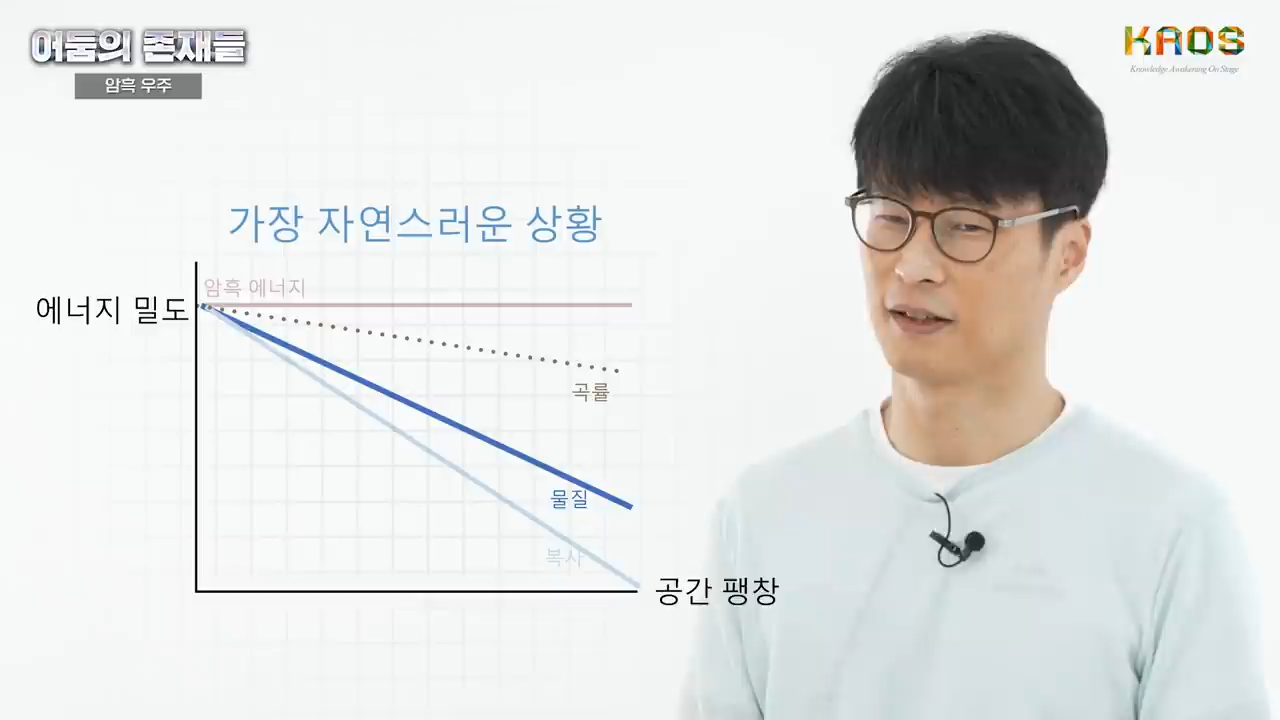 어둠의 존재들
암흑 우주
KAOS
Knowledge Awakening On Stage
가장 자연스러운 상황
암흑 에너지
에너지 밀도
곡률
물질
복사
공간 팽창